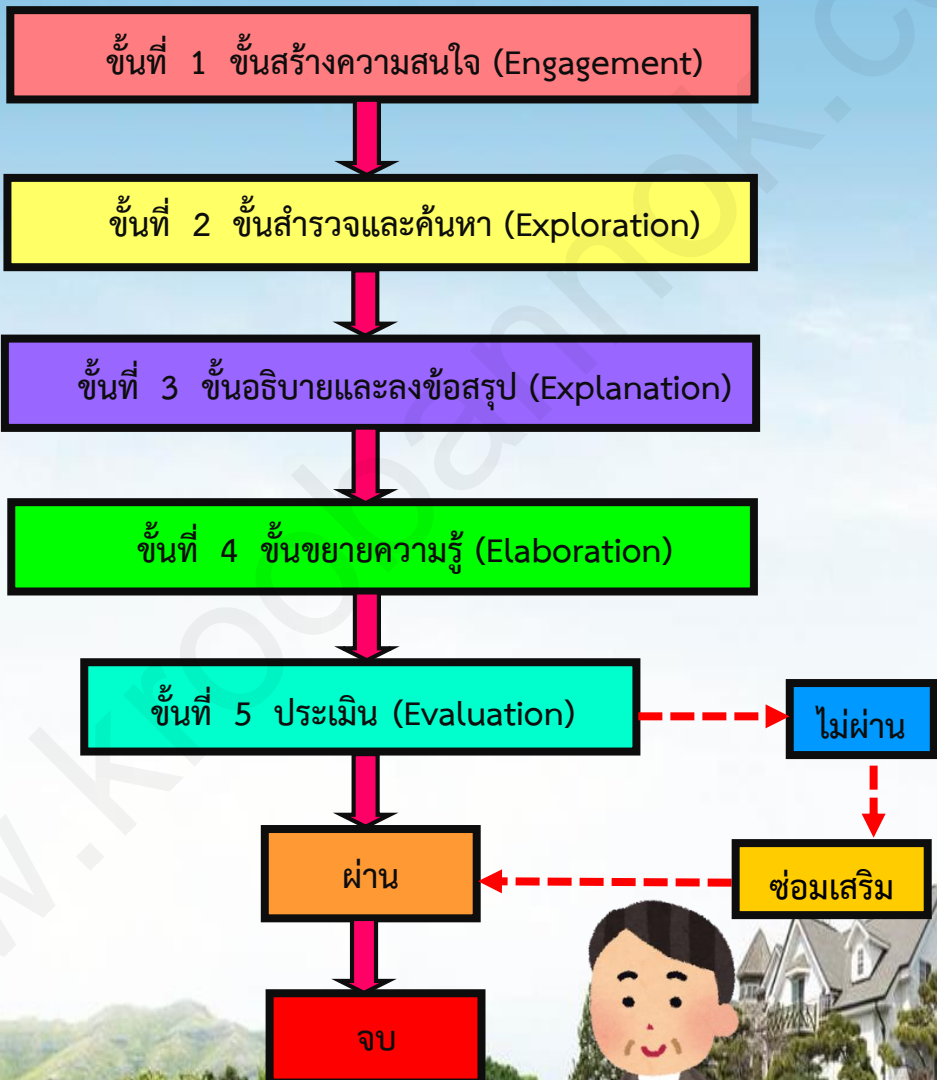 ขั้นที่ 1 ขั้นสร้างความสนใจ (Engagement)
ขั้นที่ 2 ขั้นสำรวจและค้นหา (Exploration)
ขั้นที่ 3 ขั้นอธิบายและลงข้อสรุป (Explanation)
ขั้นที่ 4 ขั้นขยายความรู้ (Elaboration)
ขั้นที่ 5 ประเมิน (Evaluation)
ไม่ผ่าน
ผ่าน
ซ่อมเสริม
จบ
w.kroobannok.co